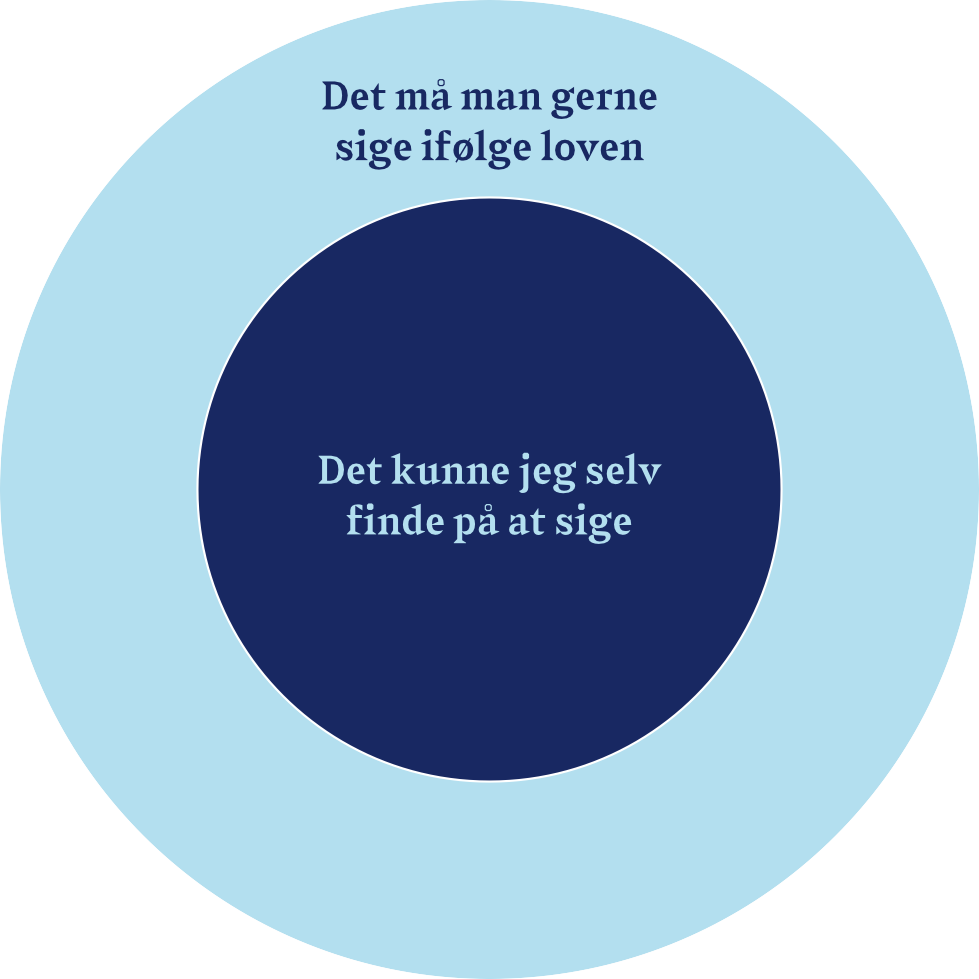 Det må man gerne
sige ifølge loven
Det kunne jeg selv
finde på at sige